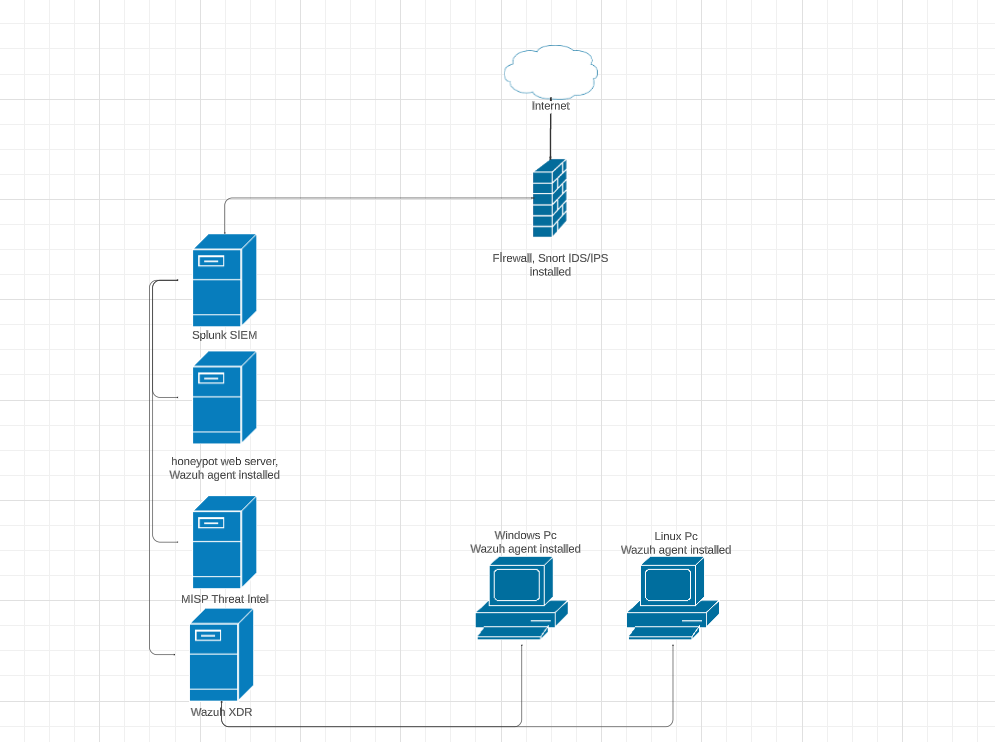 Internet
Firewall, Snort IDS/IPS
installed
Splunk SIEM
honeypot web server,
Wazuh agent installed
Windows Pc
Wazuh agent installed
Linux Pc
Wazuh agent installed
MISP Threat Intel
Wazuh XDR